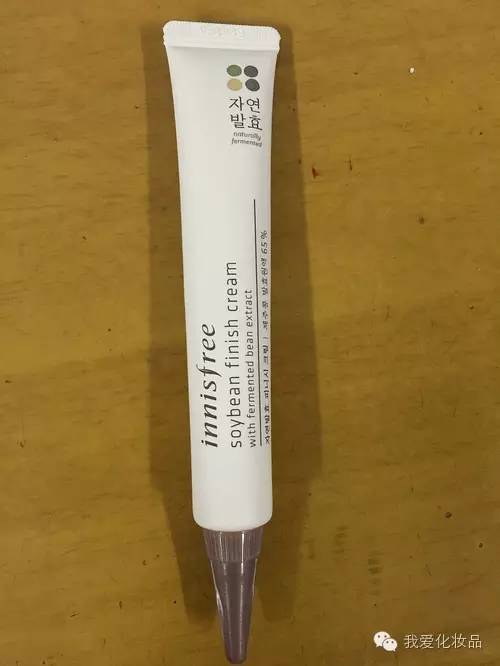 자연
발효
naturally
fermented
innisfree
soybean finish cream
with fermented bean extract
자연발효 피니시 크림 | 제주콩 발효원액 65%
我爱化妆品